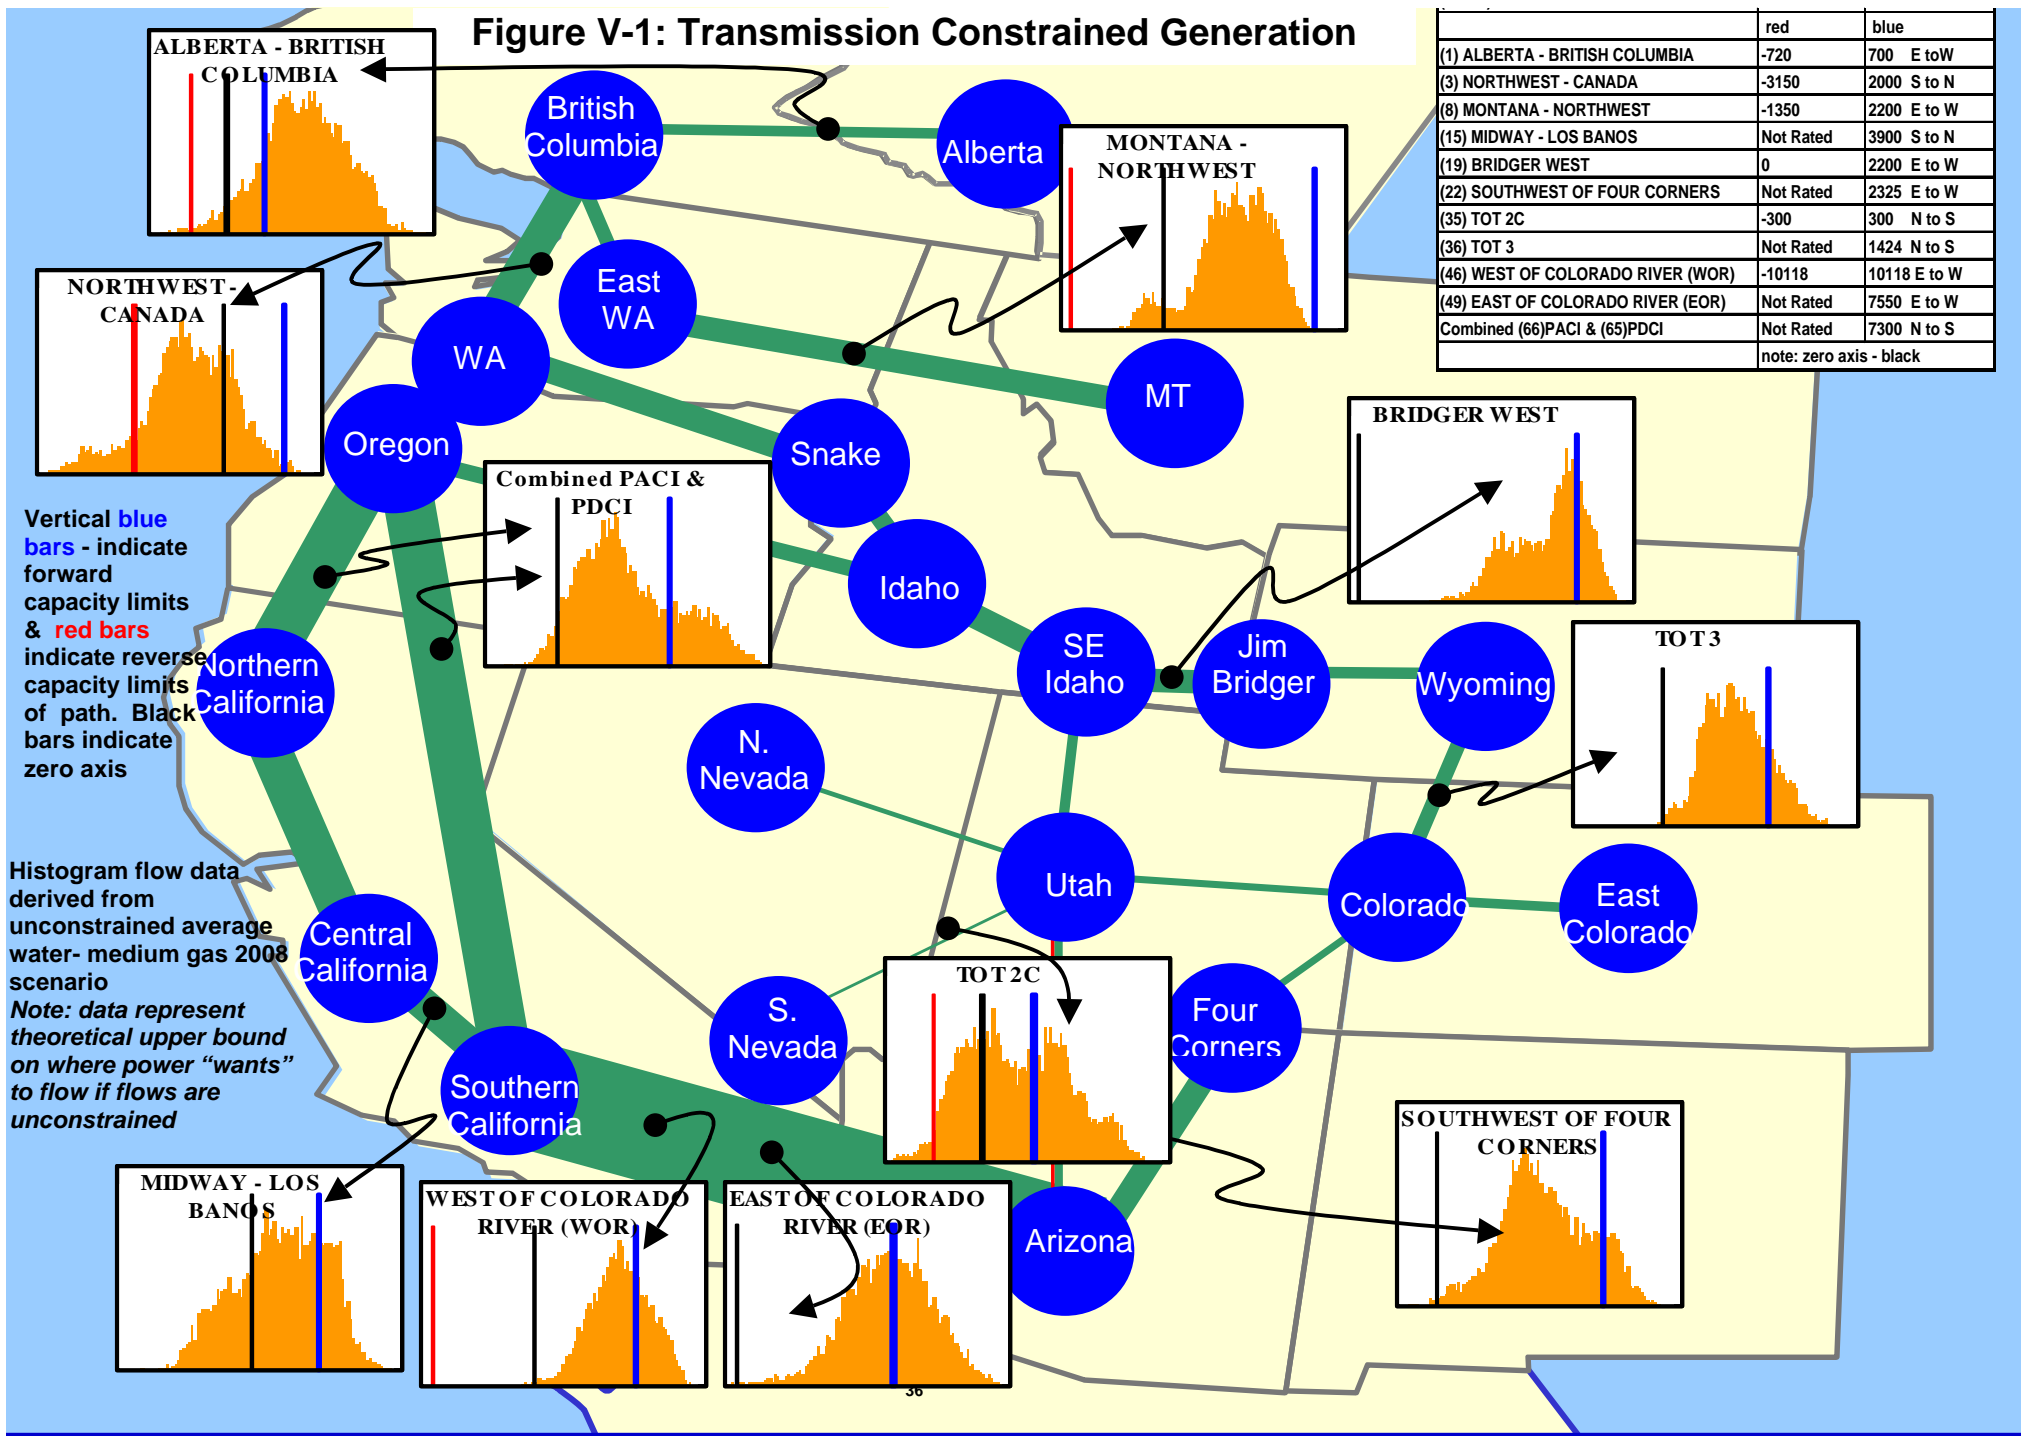 Figure V-1: Transmission Constrained Generation
red blue
(1) ALBERTA - BRITISH COLUMBIA -720 700 E toW
(3) NORTHWEST - CANADA -3150 2000 S to N
(8) MONTANA - NORTHWEST -1350 2200 E to W
(15) MIDWAY - LOS BANOS Not Rated 3900 S to N
(19) BRIDGER WEST 0 2200 E to W
(22) SOUTHWEST OF FOUR CORNERS Not Rated 2325 E to W
(35) TOT 2C -300 300 N to S
(36) TOT 3 Not Rated 1424 N to S
(46) WEST OF COLORADO RIVER (WOR) -10118 10118 E to W
(49) EAST OF COLORADO RIVER (EOR) Not Rated 7550 E to W
Combined (66)PACI & (65)PDCI Not Rated 7300 N to S
note: zero axis - black
ALBERTA - BRITISH
COLUMBIA
British
Columbia
Alberta
MONTANA -
NORTHWEST
NORTHWEST -
CANADA
East
WA
WA
MT
Oregon
Snake
BRIDGER WEST
Combined PACI &
PDCI
Vertical blue
bars - indicate
forward
capacity limits
& red bars
indicate reverse
capacity limits
of path. Black
bars indicate
zero axis
Idaho
Northern
California
SE
Idaho
Jim
Bridger
Wyoming
TOT 3
N.
Nevada
Utah
Colorado
East
Colorado
Histogram flow data
derived from
unconstrained average
water- medium gas 2008
scenario
Note: data represent
theoretical upper bound
on where power “wants”
to flow if flows are
unconstrained
Central
California
S.
Nevada
TOT 2C
Four
Corners
Southern
California
SOUTHWEST OF FOUR
CORNERS
MIDWAY - LOS
BANOS
WEST OF COLORADO
RIVER (WOR)
EAST OF COLORADO
RIVER (EOR)
Arizona
36